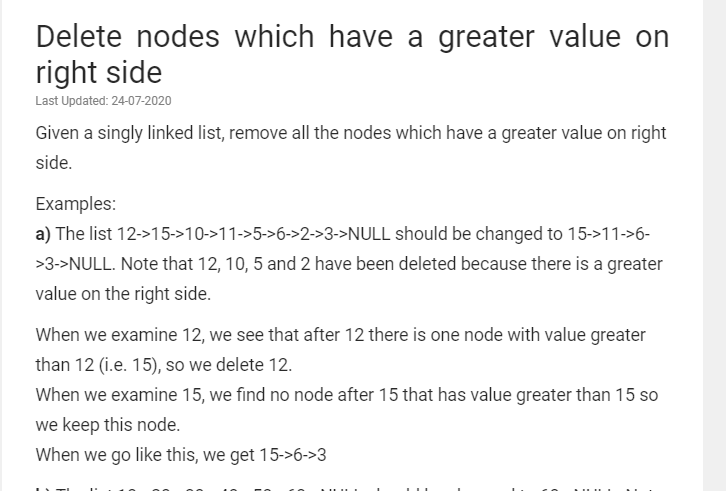 Delete nodes which have a greater value on
right side
Last Updated: 24-07-2020
Given a singly linked list, remove all the nodes which have a greater value on right
side.
Examples:
a) The list 12->15->10->11->5->6->2->3->NULL should be changed to 15->11->6-
>3->NULL. Note that 12, 10, 5 and 2 have been deleted because there is a greater
value on the right side.
When we examine 12, we see that after 12 there is one node with value greater
than 12 (i.e. 15), so we delete 12.
When we examine 15, we find no node after 15 that has value greater than 15 so
we keep this node.
When we go like this, we get 15->6->3